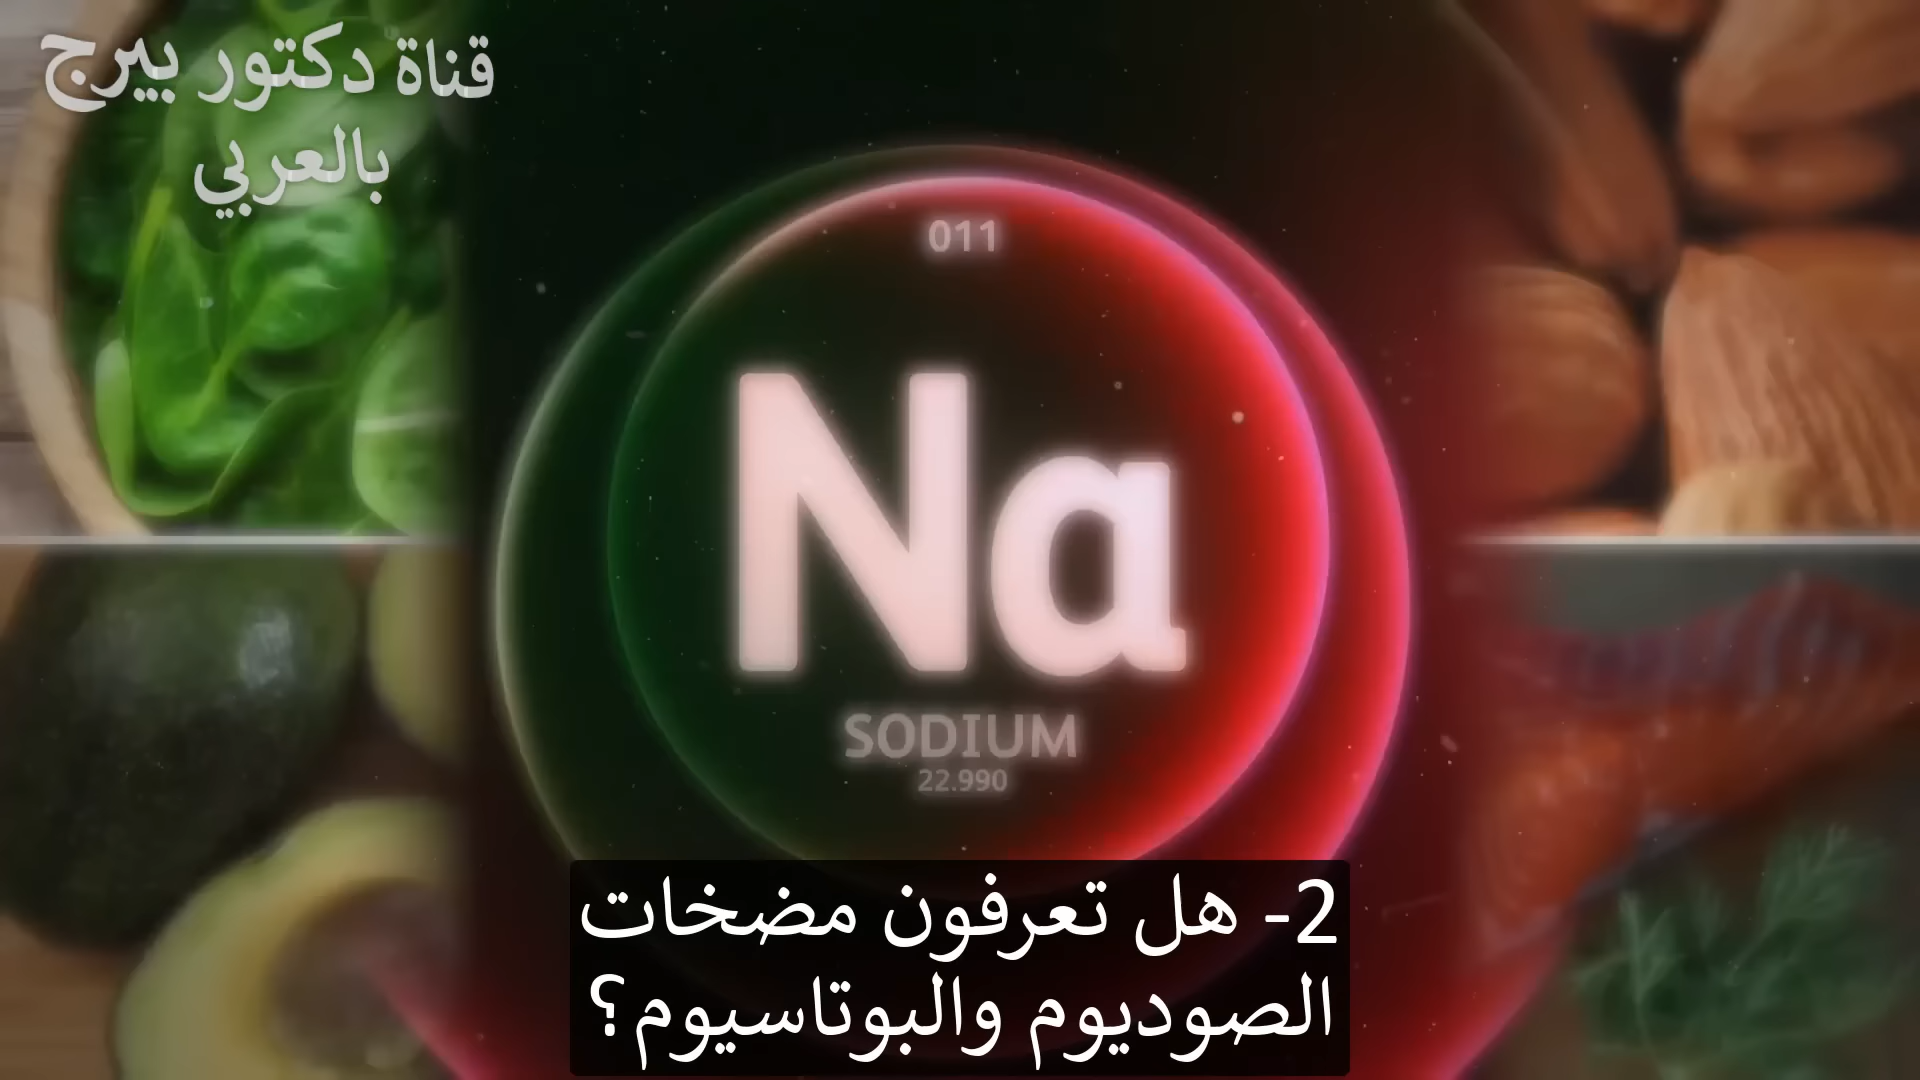 قناة دكتور بيرج
بالعربي
011
Na
SODIUM
22.990
2- هل تعرفون مضخات
الصوديوم والبوتاسيوم؟